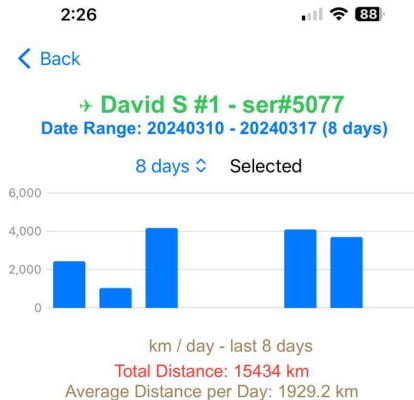 2:26
88
Back
✈ David S #1 - ser#5077
Date Range: 20240310 - 20240317 (8 days)
8 days Selected
6,000
4,000
2,000
0
km / day - last 8 days
Total Distance: 15434 km
Average Distance per Day: 1929.2 km